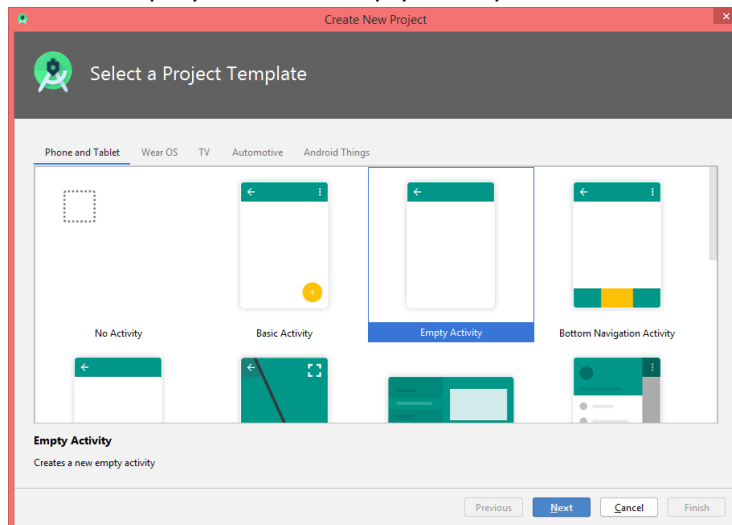 Create New Project
Select a Project Template
Phone and Tablet Wear OS TV Automotive Android Things
No Activity Basic Activity Empty Activity Bottom Navigation Activity
Empty Activity
Creates a new empty activity
Previous Next Cancel Finish